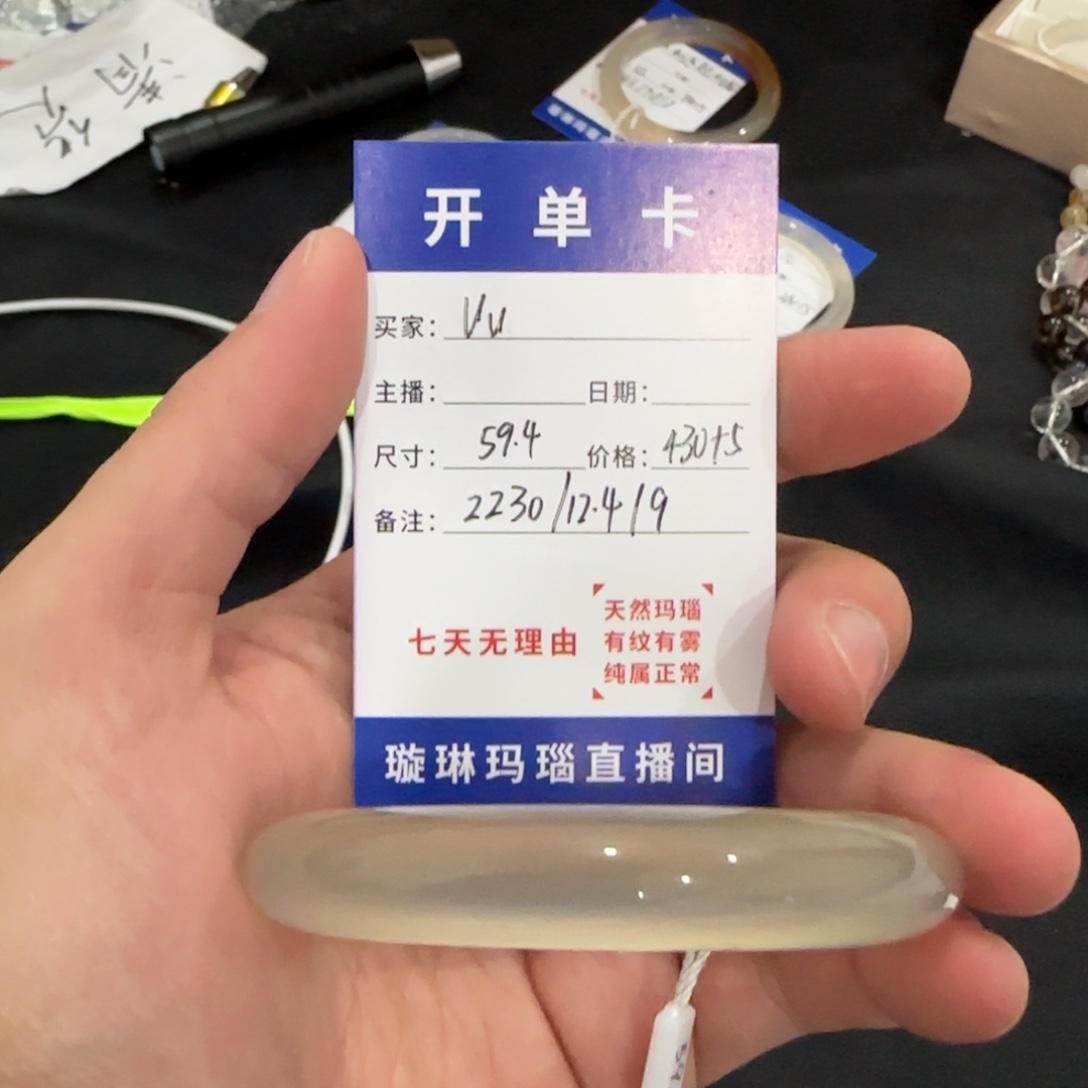 开单卡
买家：Vv
主播： 日期：
尺寸：59.4 价格：430+5
备注：2230/12.4/9
七天无理由
天然玛瑙
有纹有雾
纯属正常
璇琳玛瑙直播间